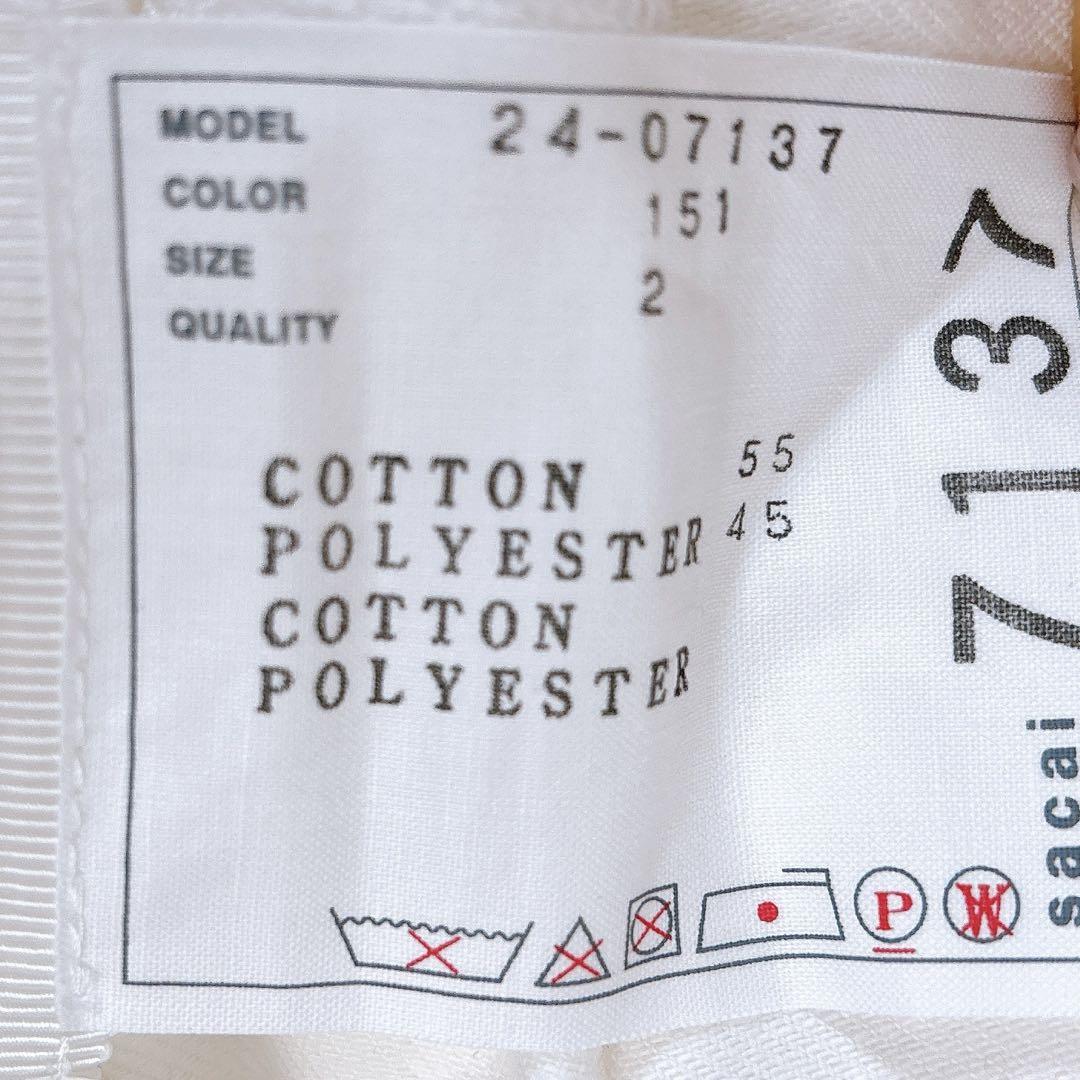 MODEL 24-07137
COLOR 151
SIZE 2
QUALITY
COTTON 55
POLYESTER 45
COTTON
POLYESTER
P
W
7137
sacai